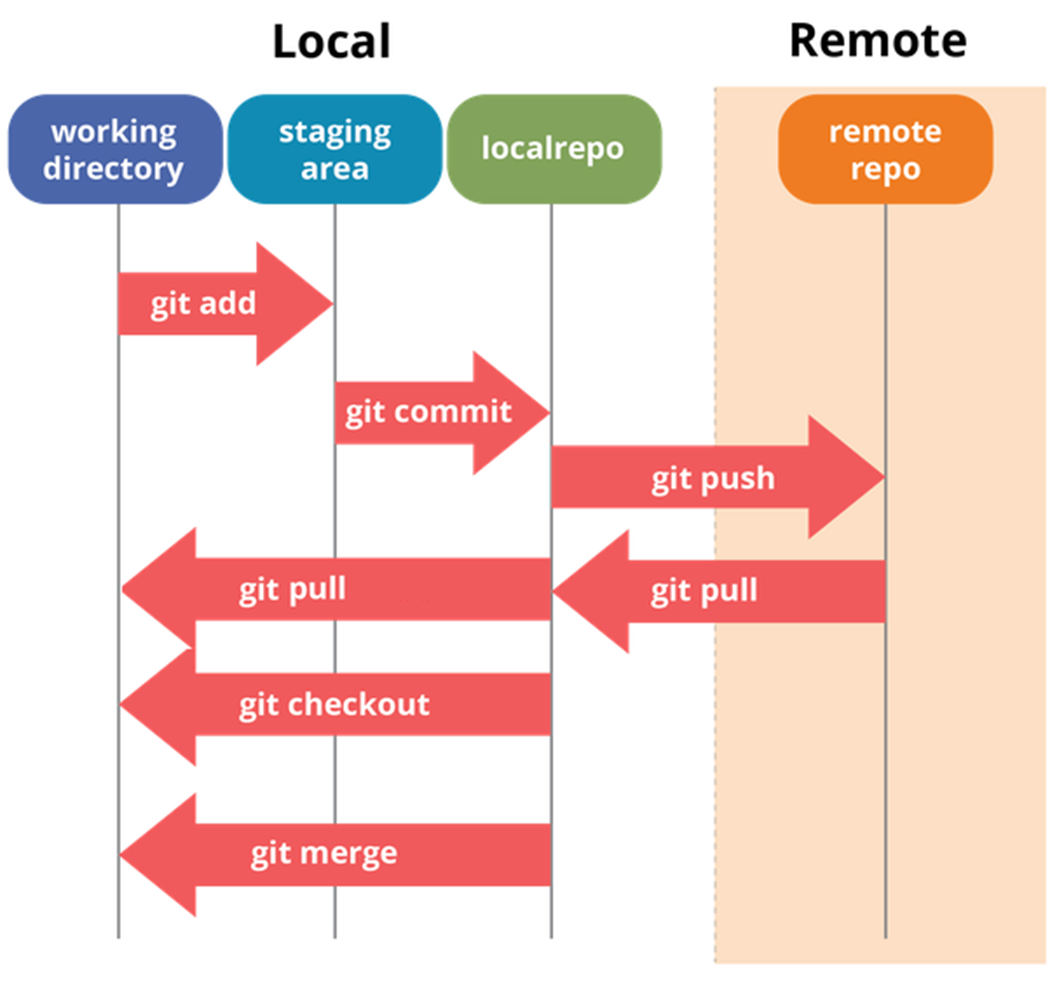 Local
Remote
working
directory
staging
area
localrepo
remote
repo
git add
git commit
git push
git pull
git pull
git checkout
git merge